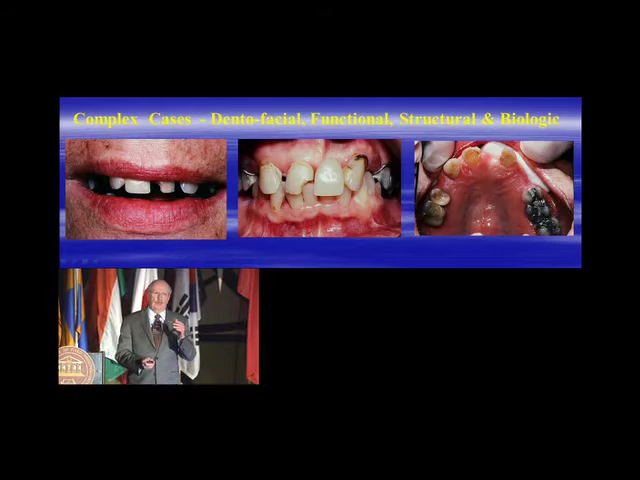 Complex Cases - Dento-facial, Functional, Structural & Biologic